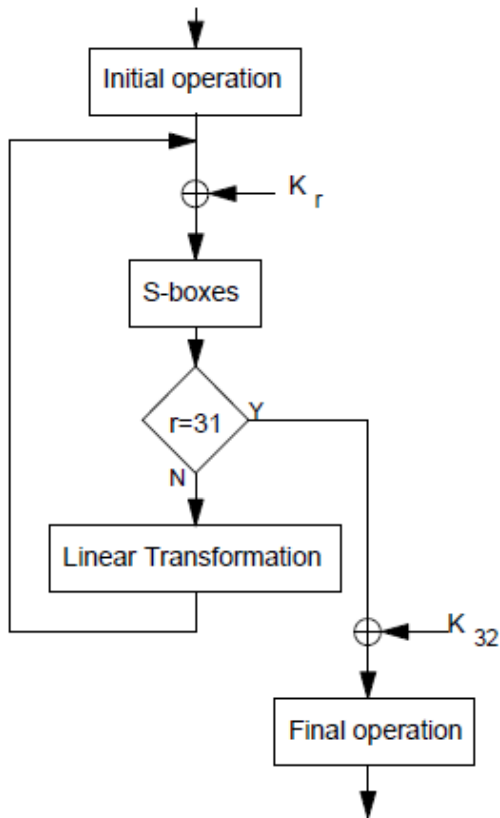 Initial operation
K r
S-boxes
r=31
Y
N
Linear Transformation
K 32
Final operation